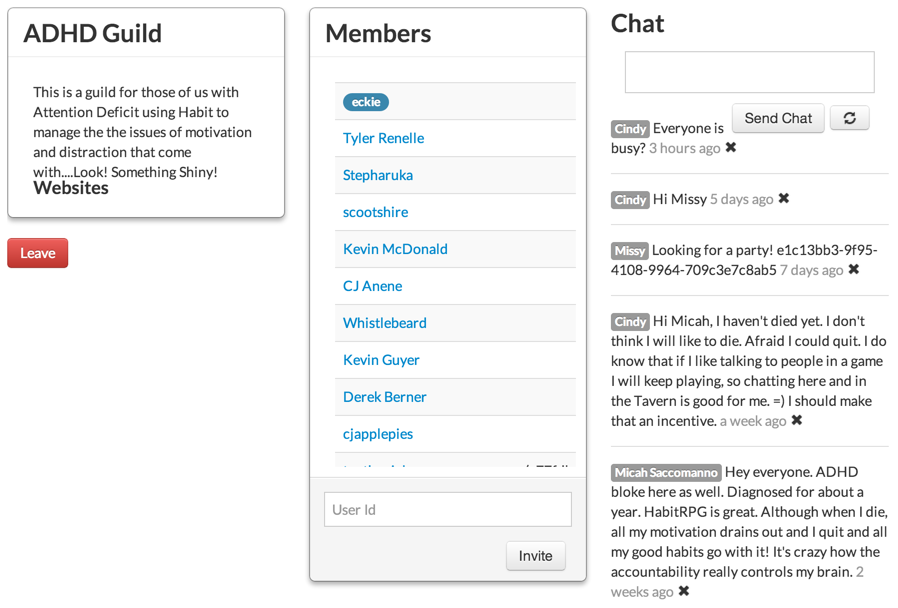 ADHD Guild
This is a guild for those of us with
Attention Deficit using Habit to
manage the the issues of motivation
and distraction that come
with....Look! Something Shiny!
Websites
Leave
Members
eckie
Tyler Renelle
Stepharuka
scootshire
Kevin McDonald
CJ Anene
Whistlebeard
Kevin Guyer
Derek Berner
cjapplepies
User Id
Invite
Chat
Send Chat
Cindy Everyone is
busy? 3 hours ago ✖
Cindy Hi Missy 5 days ago ✖
Missy Looking for a party! e1c13bb3-9f95-
4108-9964-709c3e7c8ab5 7 days ago ✖
Cindy Hi Micah, I haven't died yet. I don't
think I will like to die. Afraid I could quit. I do
know that if I like talking to people in a game
I will keep playing, so chatting here and in
the Tavern is good for me. =) I should make
that an incentive. a week ago ✖
Micah Saccomanno Hey everyone. ADHD
bloke here as well. Diagnosed for about a
year. HabitRPG is great. Although when I die,
all my motivation drains out and I quit and all
my good habits go with it! It's crazy how the
accountability really controls my brain. 2
weeks ago ✖